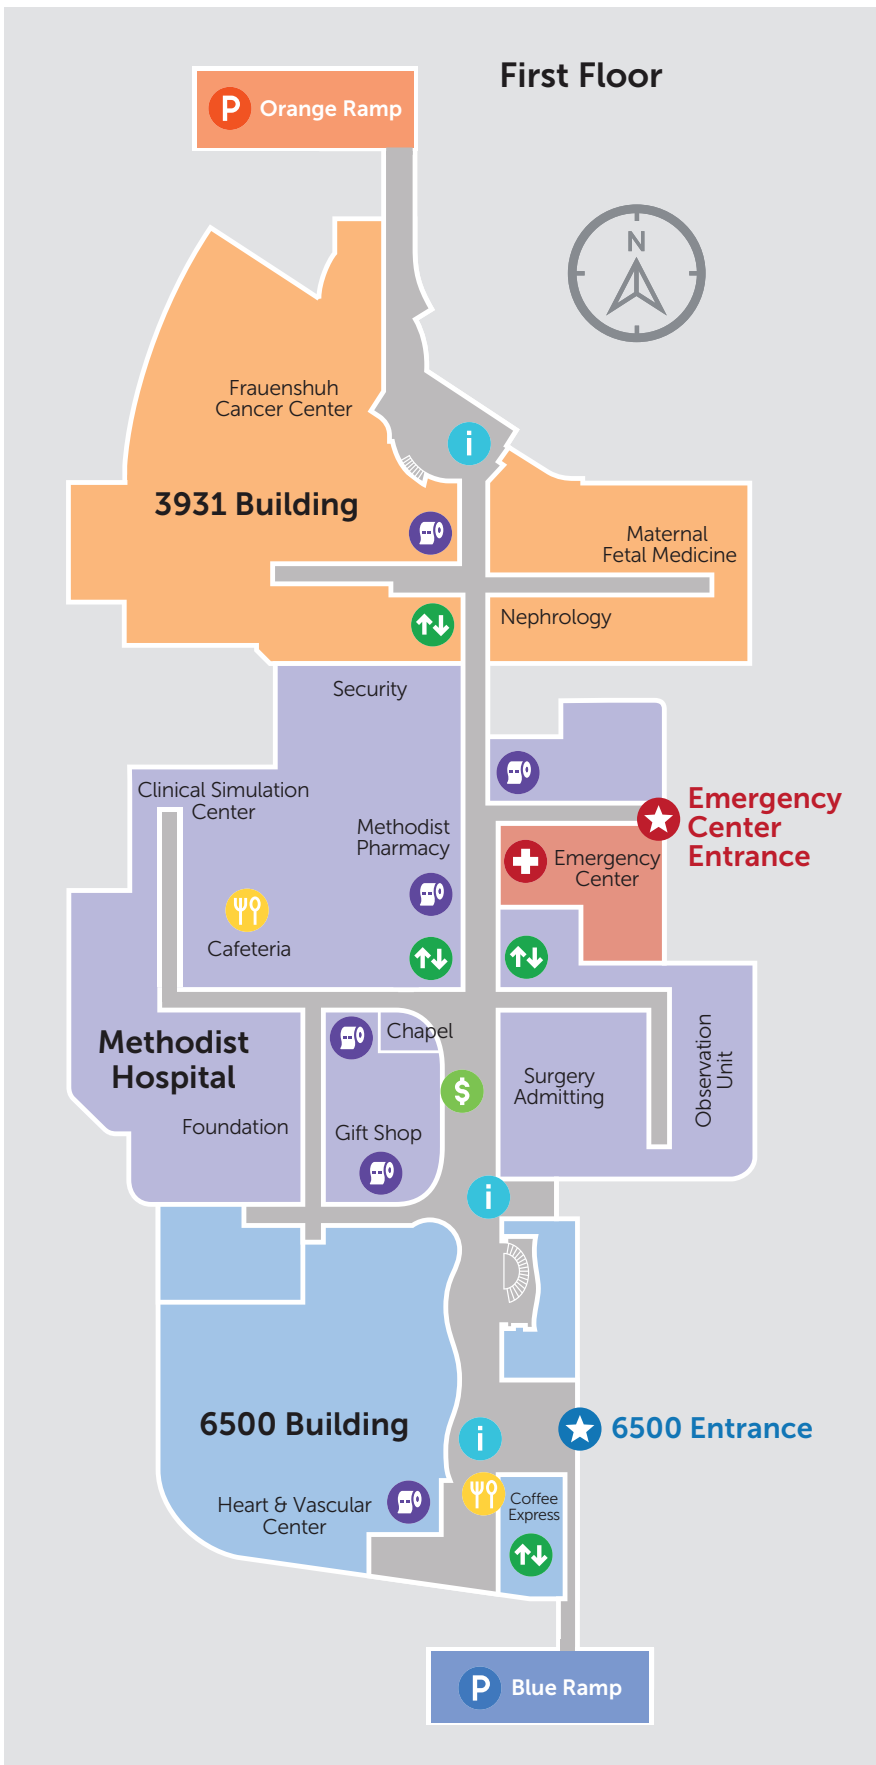 First Floor
P Orange Ramp
N
Frauenshuh
Cancer Center
i
3931 Building
Maternal
Fetal Medicine
Nephrology
Security
Clinical Simulation
Center
Emergency
Center
Entrance
Methodist
Pharmacy
Emergency
Center
Cafeteria
Chapel
Methodist
Hospital
Observation
Unit
$
Surgery
Admitting
Foundation
Gift Shop
i
6500 Building
i
6500 Entrance
Heart & Vascular
Center
Coffee
Express
P Blue Ramp